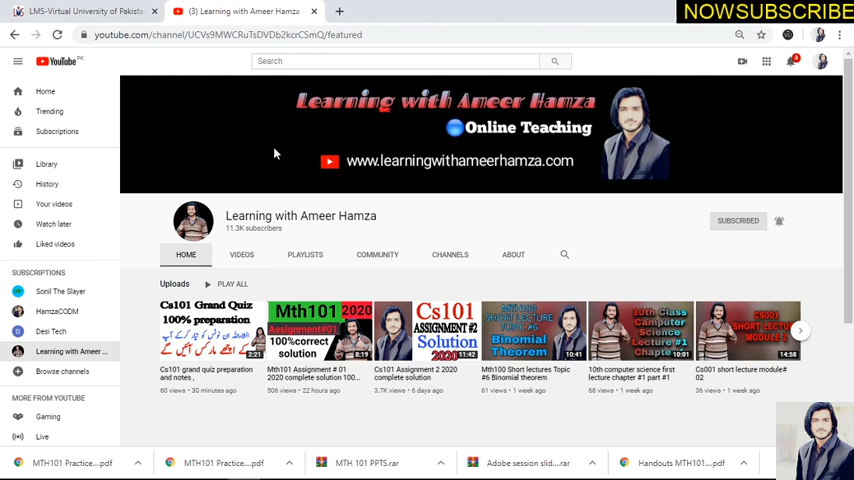 LMS-Virtual University of Pakista
(3) Learning with Ameer Hamza
NOWSUBSCRIBE
youtube.com/channel/UCVs9MWCRuTsDVDb2kcrCSmQ/featured
YouTube PK
Search
3
Home
Trending
Subscriptions
Library
History
Your videos
Watch later
Liked videos
SUBSCRIPTIONS
Sonil The Slayer
HamzaCODM
Desi Tech
Learning with Ameer ...
Browse channels
MORE FROM YOUTUBE
Gaming
Live
Learning with Ameer Hamza
Online Teaching
www.learningwithameerhamza.com
Learning with Ameer Hamza
11.3K subscribers
SUBSCRIBED
HOME
VIDEOS
PLAYLISTS
COMMUNITY
CHANNELS
ABOUT
Uploads
PLAY ALL
Cs101 Grand Quiz
100% preparation
2:21
Cs101 grand quiz preparation
and notes ,
60 views • 30 minutes ago
Mth101 2020
Assignment#01
100%correct
solution
8:19
Mth101 Assignment # 01
2020 complete solution 100...
506 views • 22 hours ago
Cs101
ASSIGNMENT #2
Solution
2020
11:42
Cs101 Assignment 2 2020
complete solution
3.7K views • 6 days ago
MTH100
SHORT LECTURE
TOPIC #6
Binomial
Theorem
10:41
Mth100 Short lectures Topic
#6 Binomial theorem
61 views • 1 week ago
10th Class
Computer
Science
Lecture #1
Chapte
10:01
10th computer science first
lecture chapter #1 part #1
68 views • 1 week ago
CS001
SHORT LECTURE
MODULE 2
14:58
Cs001 short lecture module#
02
36 views • 1 week ago
MTH101 Practice....pdf
MTH101 Practice....pdf
MTH 101 PPTS.rar
Adobe session slid....rar
Handouts MTH101....pdf